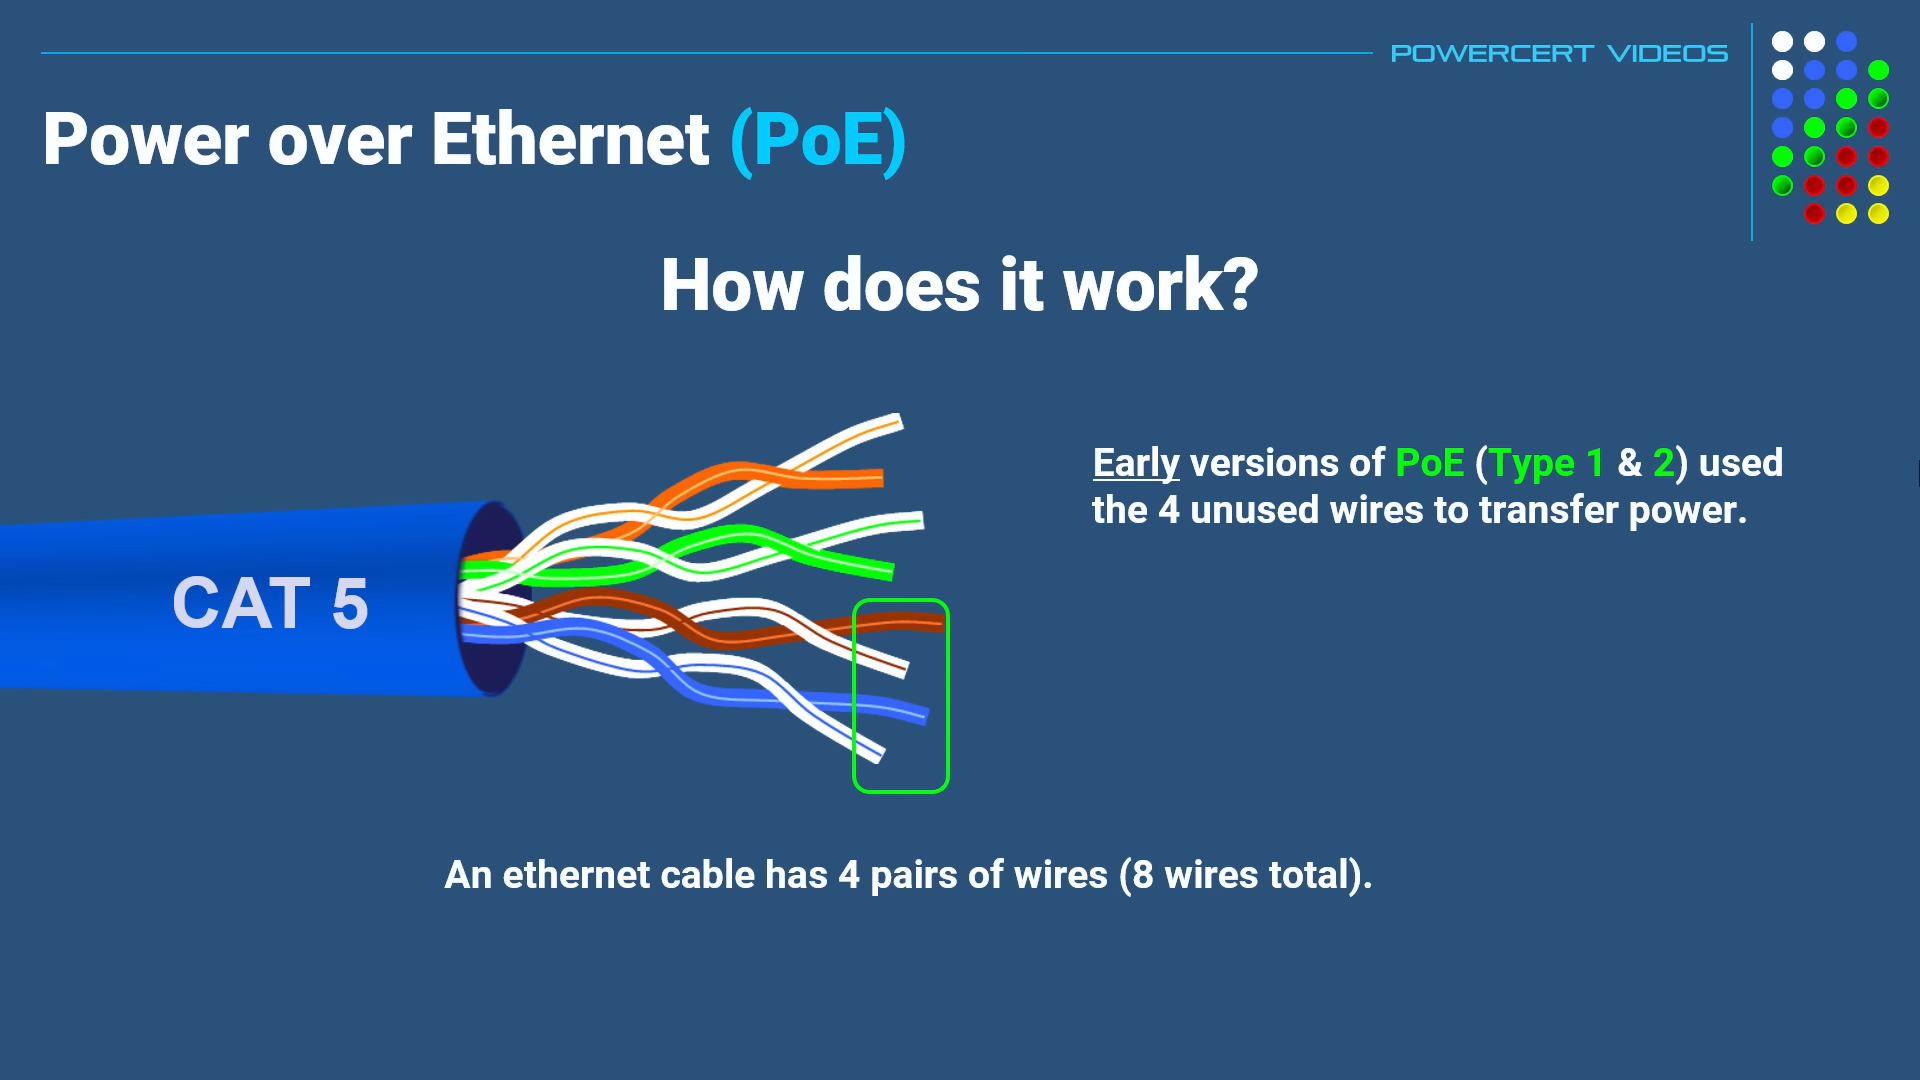 POWERCERT VIDEOS
Power over Ethernet (PoE)
How does it work?
Early versions of PoE (Type 1 & 2) used
the 4 unused wires to transfer power.
CAT 5
An ethernet cable has 4 pairs of wires (8 wires total).